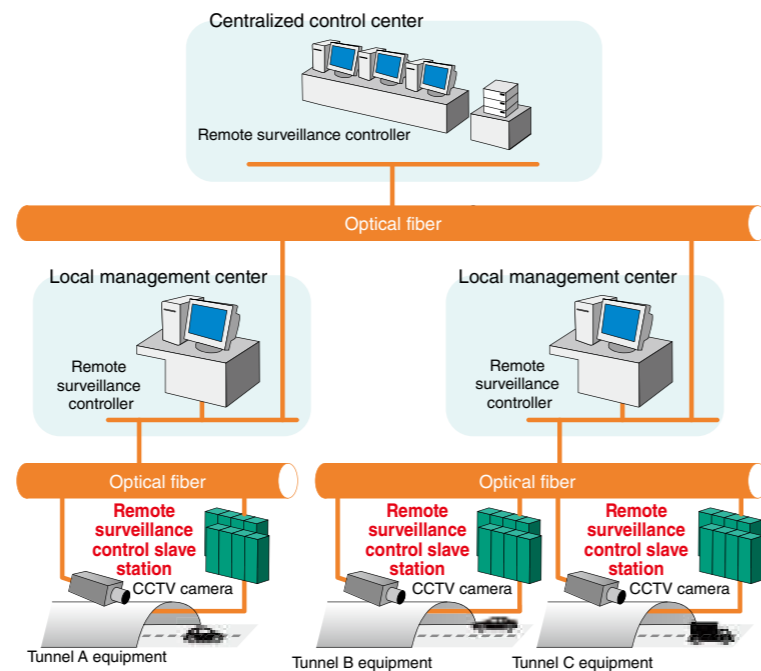 Centralized control center
Remote surveillance controller
Optical fiber
Local management center
Remote
surveillance
controller
Local management center
Remote
surveillance
controller
Optical fiber
Optical fiber
Remote
surveillance
control slave
station
CCTV camera
Tunnel A equipment
Remote
surveillance
control slave
station
CCTV camera
Tunnel B equipment
Remote
surveillance
control slave
station
CCTV camera
Tunnel C equipment